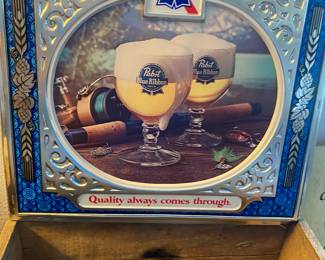 Pabst
Blue Ribbon
Pabst
Blue Ribbon
Quality always comes through.